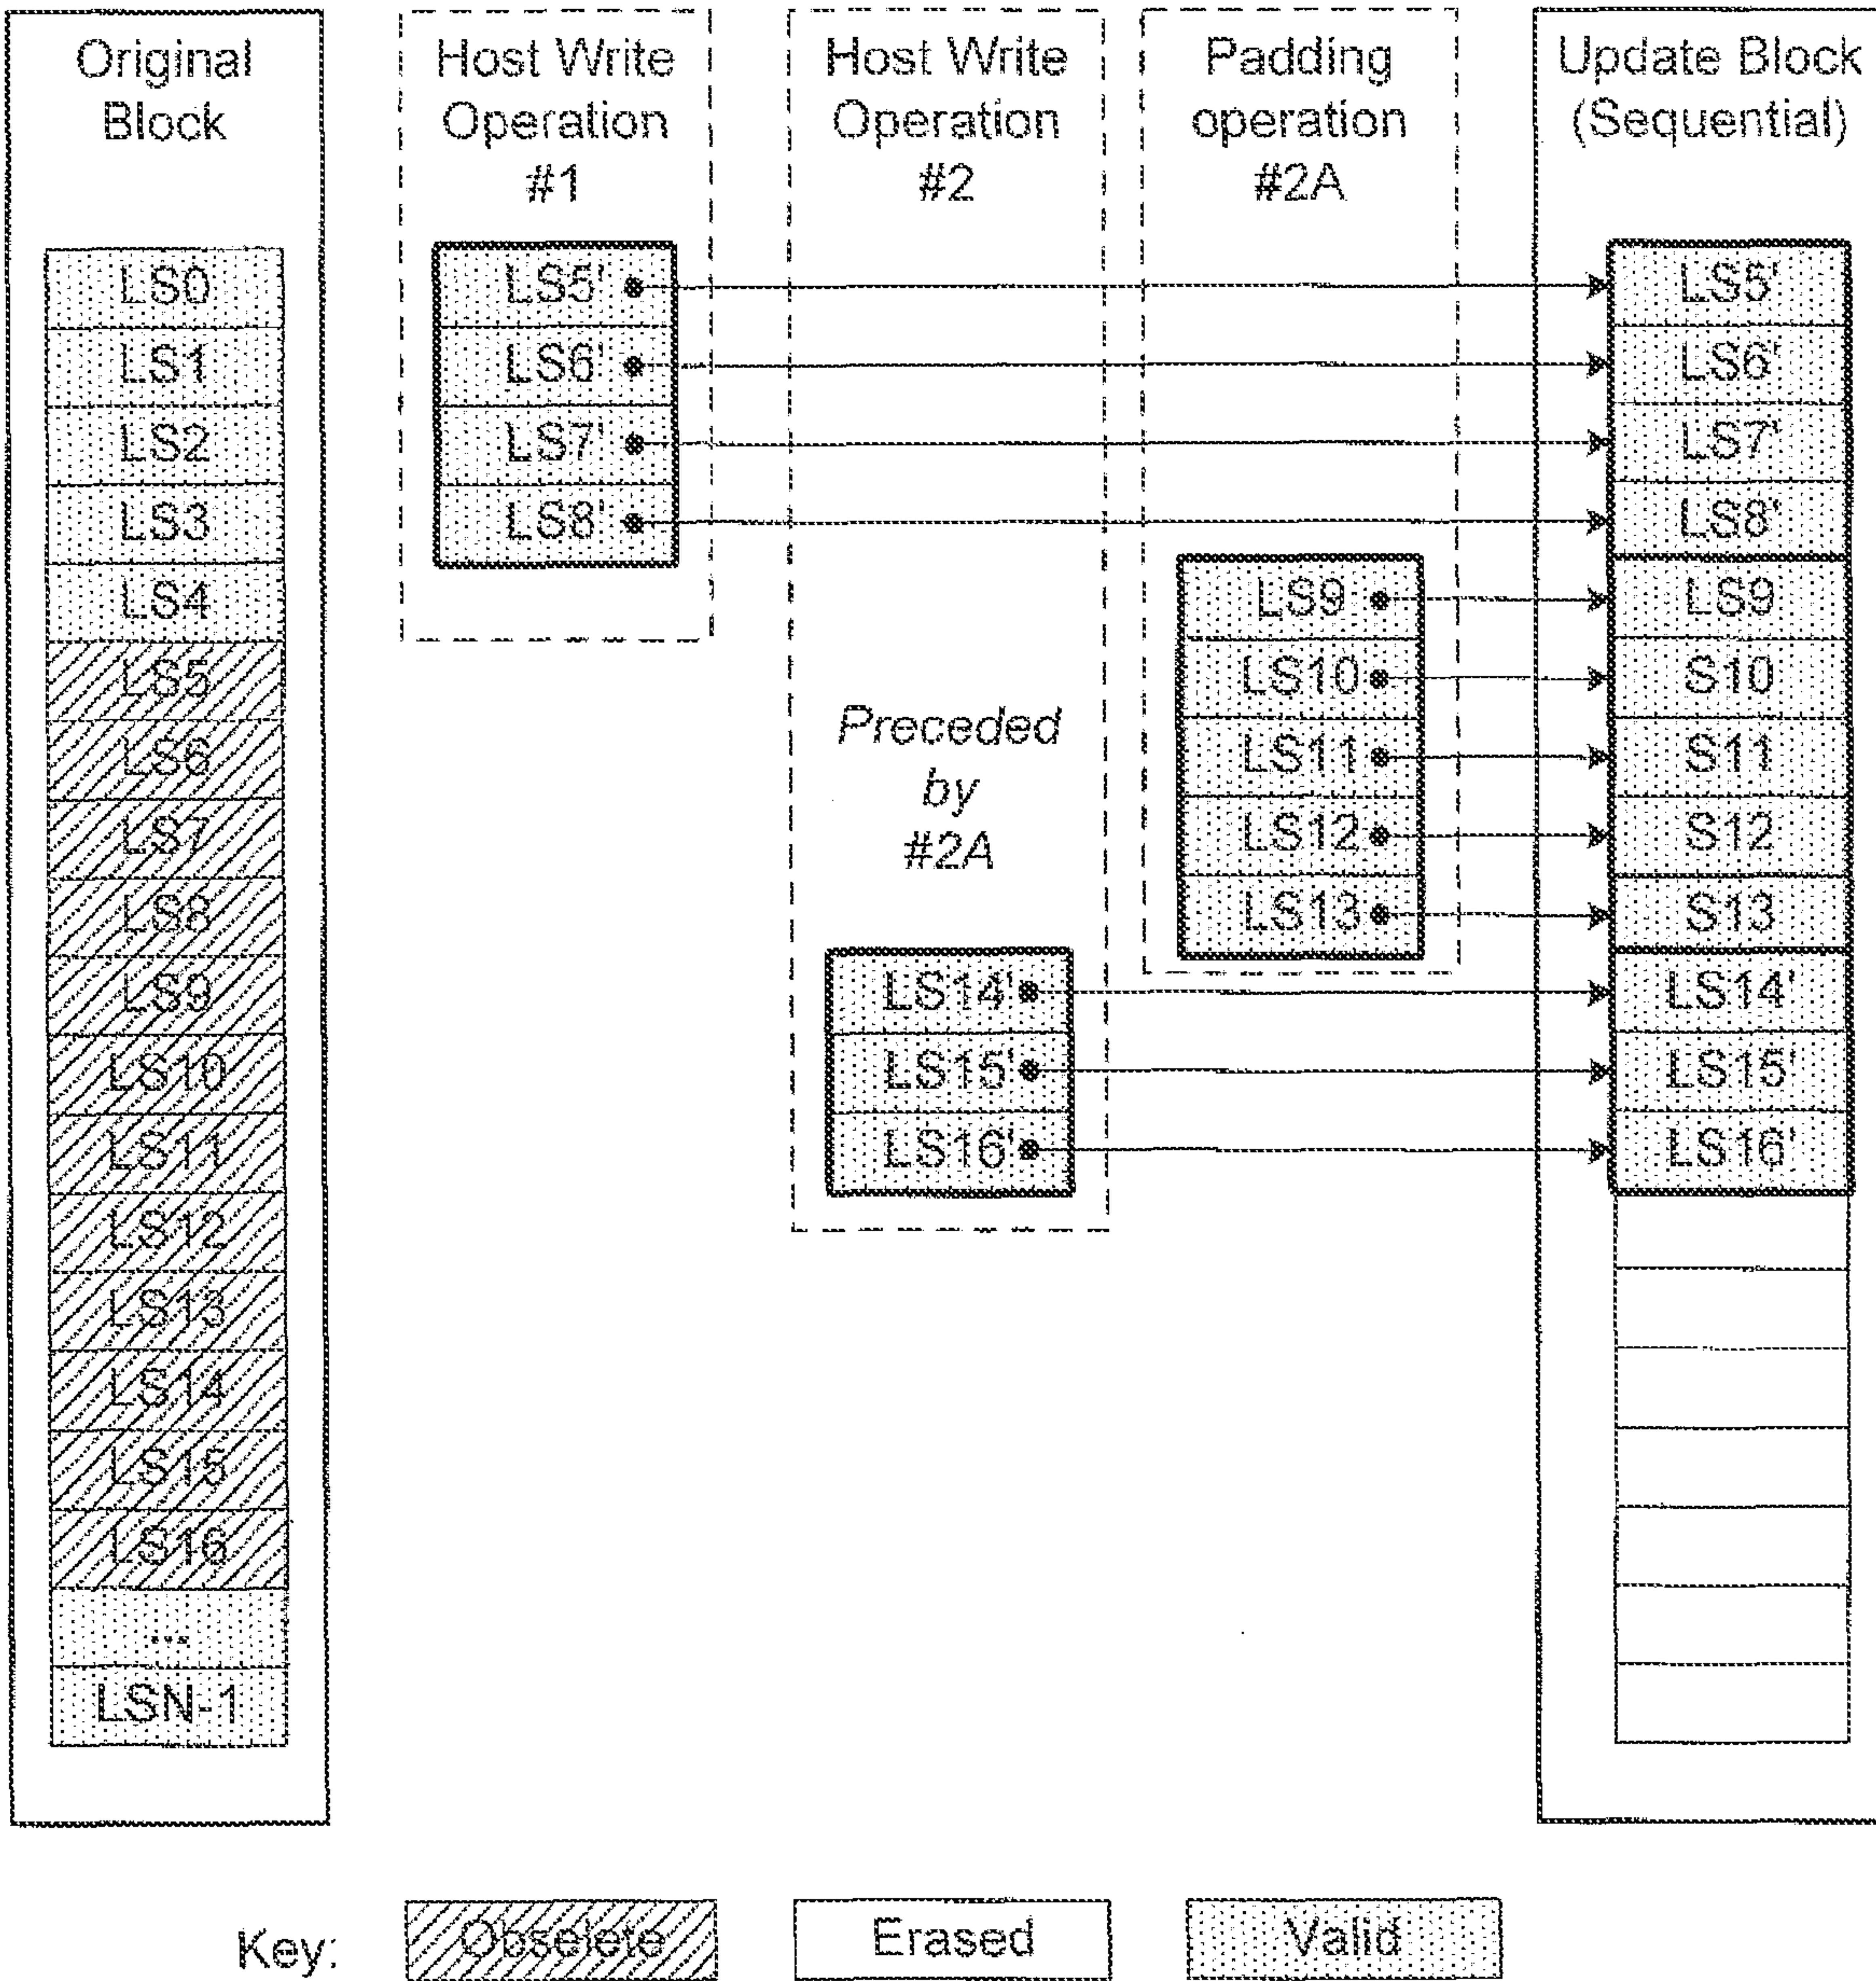 Original
Block
LS0
LS1
LS2
LS3
LS4
LS5
LS6
LS7
LS8
LS9
LS10
LS11
LS12
LS13
LS14
LS15
LS16
...
LSN-1
Host Write
Operation
#1
LS5'
LS6'
LS7'
LS8'
Host Write
Operation
#2
Preceded
by
#2A
LS14'
LS15'
LS16'
Padding
operation
#2A
LS9
LS10
LS11
LS12
LS13
Update Block
(Sequential)
LS5'
LS6'
LS7'
LS8'
LS9
S10
S11
S12
S13
LS14'
LS15'
LS16'
Key:
Obselete
Erased
Valid